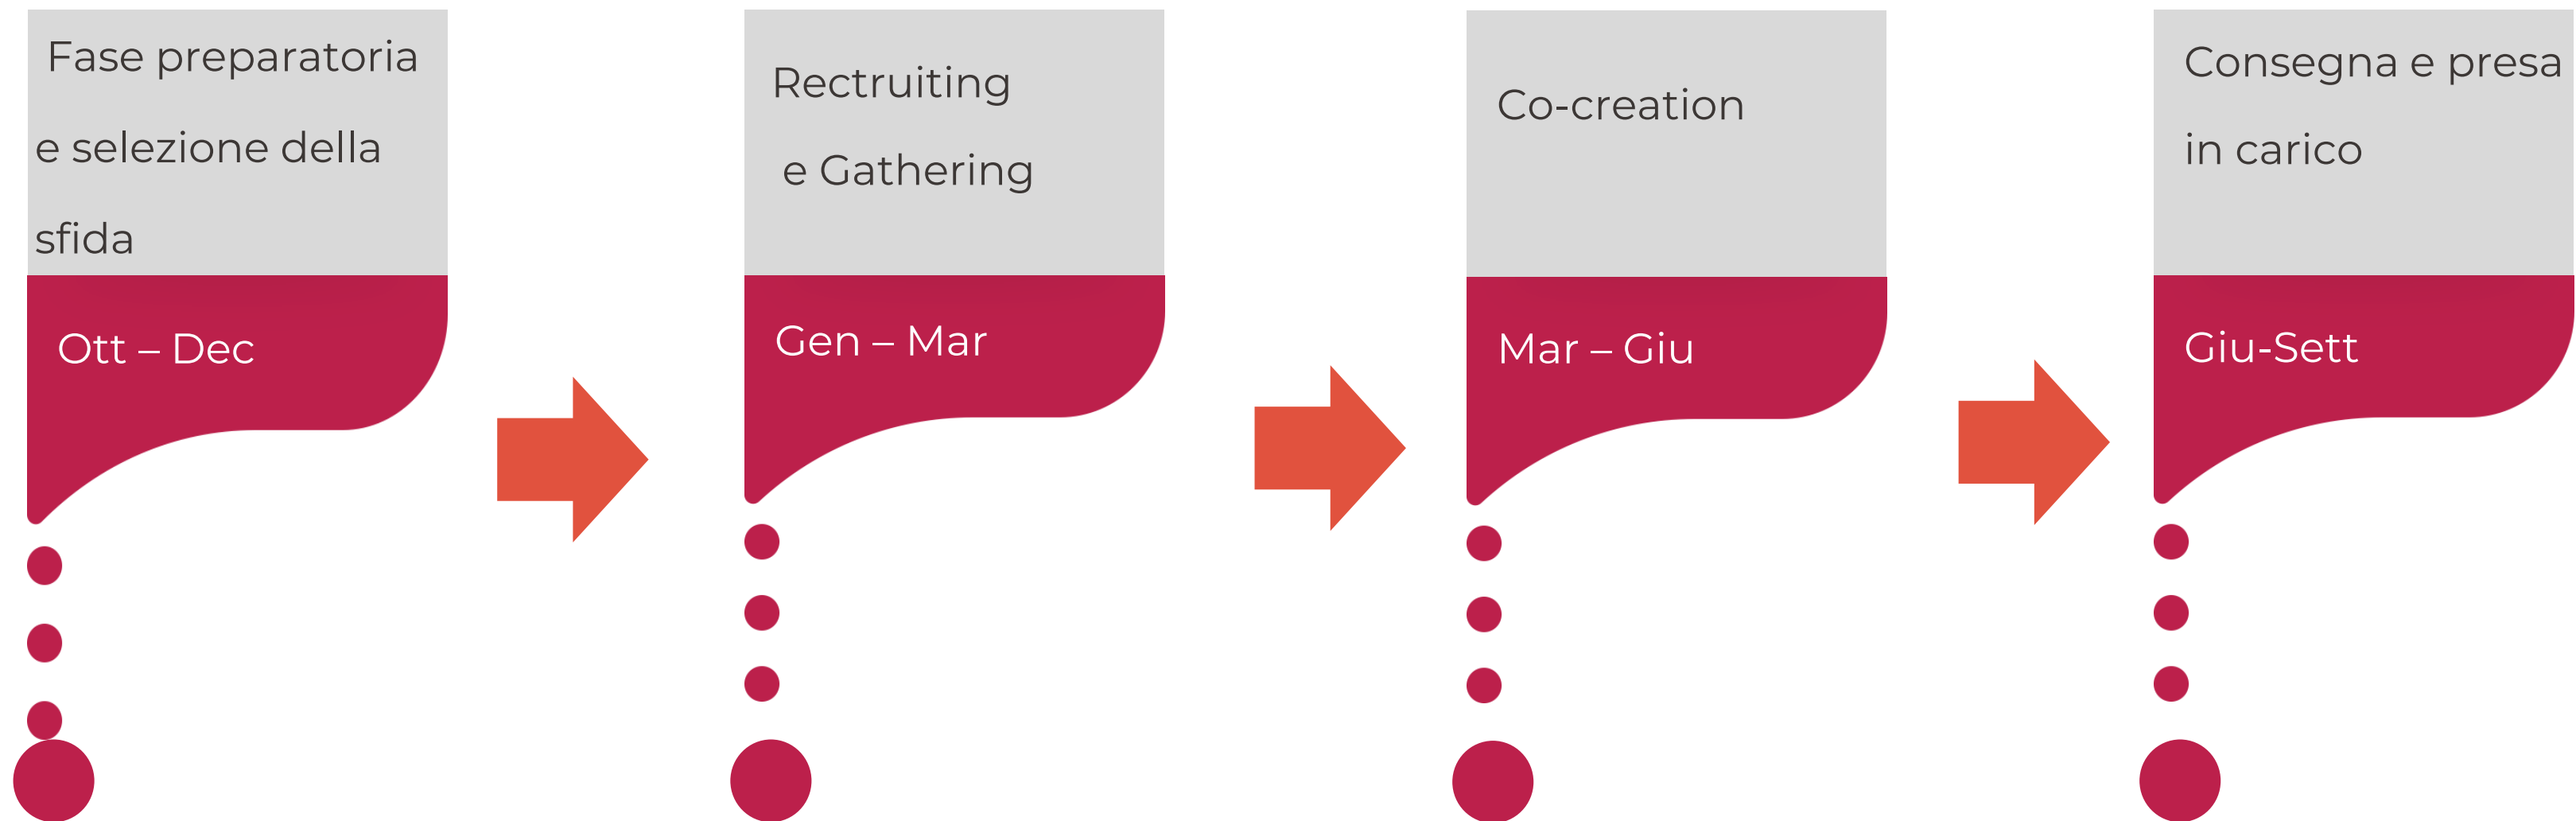 Fase preparatoria
e selezione della
sfida
Ott – Dec
Rectruiting
e Gathering
Gen – Mar
Co-creation
Mar – Giu
Consegna e presa
in carico
Giu-Sett